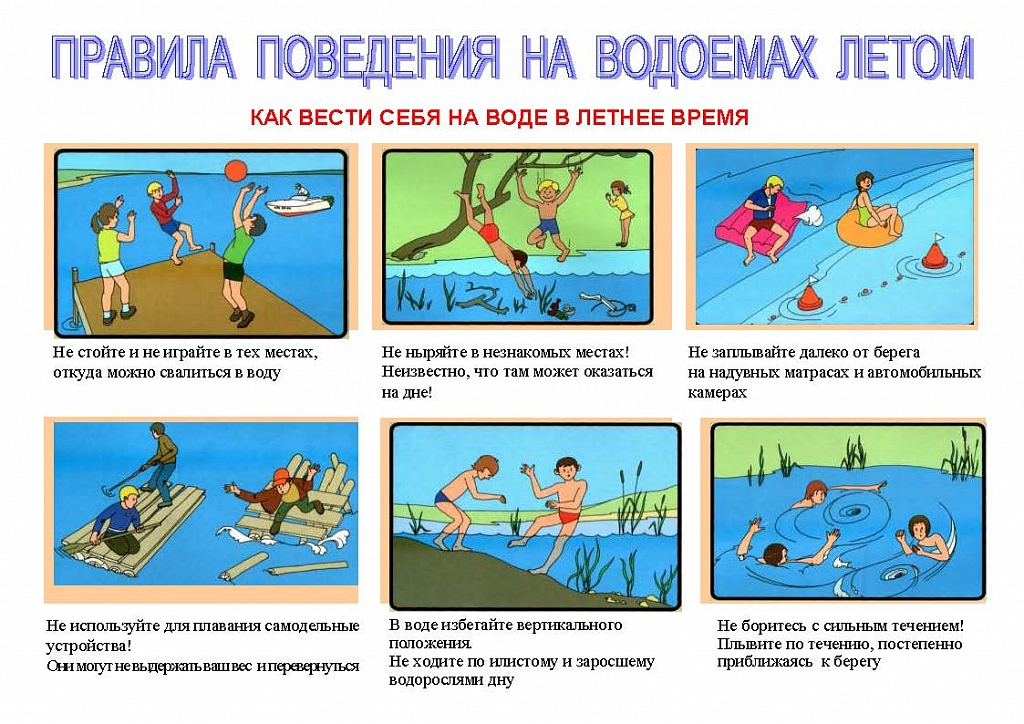 ПРАВИЛА ПОВЕДЕНИЯ НА ВОДОЕМАХ ЛЕТОМ
КАК ВЕСТИ СЕБЯ НА ВОДЕ В ЛЕТНЕЕ ВРЕМЯ
Не стойте и не играйте в тех местах,
откуда можно свалиться в воду
Не ныряйте в незнакомых местах!
Неизвестно, что там может оказаться
на дне!
Не заплывайте далеко от берега
на надувных матрасах и автомобильных
камерах
Не используйте для плавания самодельные
устройства!
Они могут не выдержать ваш вес и перевернуться
В воде избегайте вертикального
положения.
Не ходите по илистому и заросшему
водорослями дну
Не боритесь с сильным течением!
Плывите по течению, постепенно
приближаясь к берегу